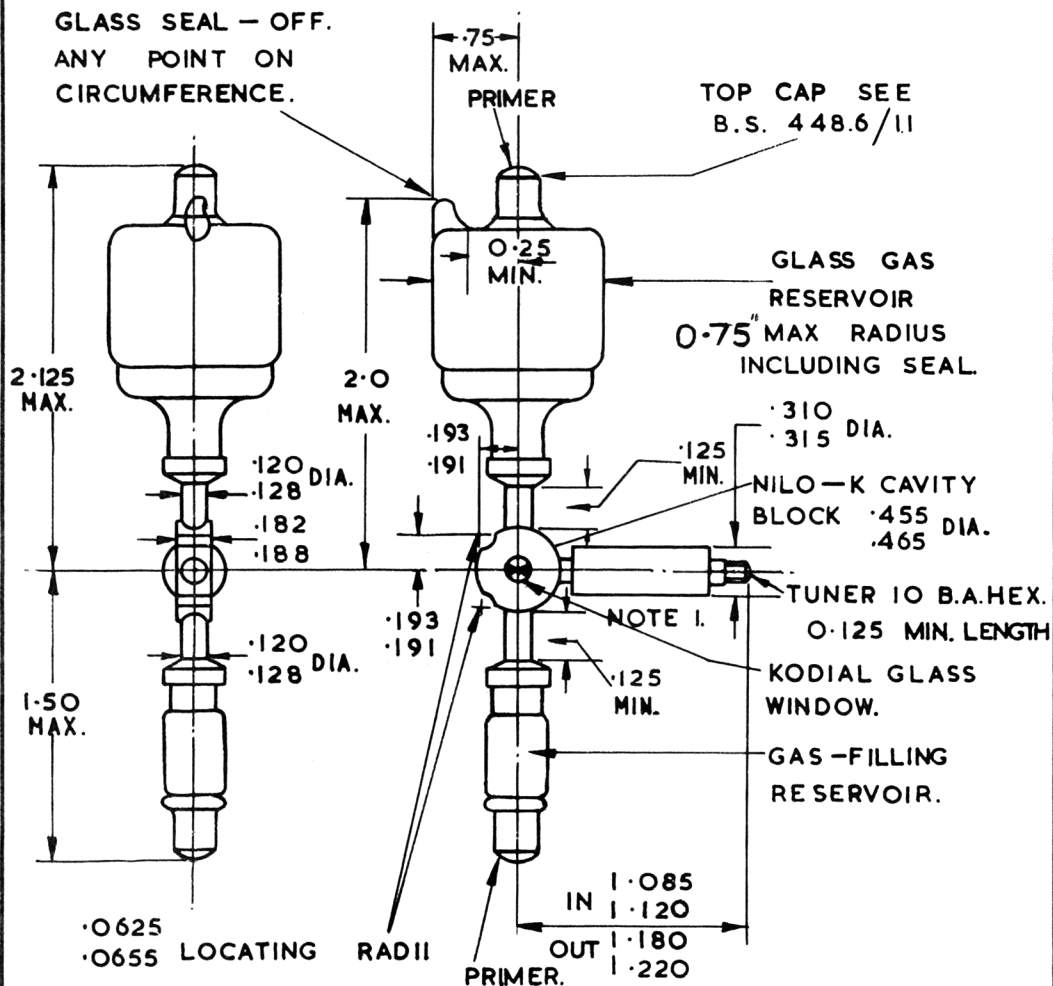 GLASS SEAL — OFF.
ANY POINT ON
CIRCUMFERENCE.
.75
MAX.
PRIMER
TOP CAP SEE
B.S. 448.6/1.1
0.25
MIN.
GLASS GAS
RESERVOIR
0.75" MAX RADIUS
INCLUDING SEAL.
2.125
MAX.
2.0
MAX.
.310
.315 DIA.
.193
.191
.125
MIN.
.120
.128 DIA.
NILO—K CAVITY
BLOCK .455
.465 DIA.
.182
.188
TUNER 10 B.A. HEX.
0.125 MIN. LENGTH
NOTE 1.
.193
.191
.120
.128 DIA.
KODIAL GLASS
WINDOW.
.125
MIN.
1.50
MAX.
GAS-FILLING
RESERVOIR.
IN 1.085
1.120
OUT 1.180
1.220
.0625
.0655 LOCATING RADII
PRIMER.